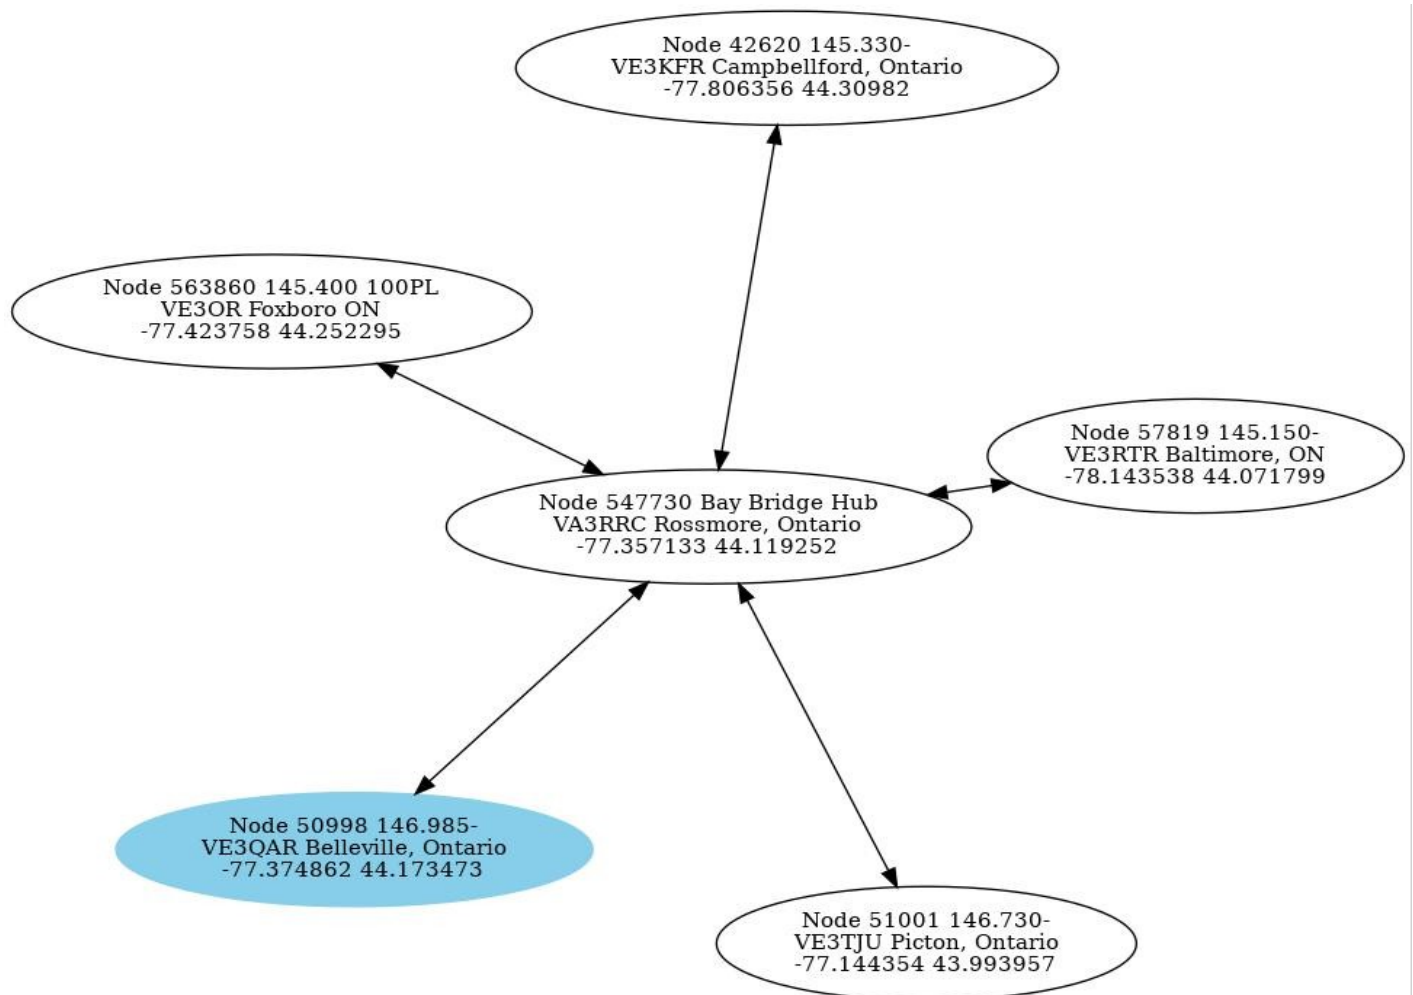 Node 42620 145.330-
VE3KFR Campbellford, Ontario
-77.806356 44.30982
Node 563860 145.400 100PL
VE3OR Foxboro ON
-77.423758 44.252295
Node 57819 145.150-
VE3RTR Baltimore, ON
-78.143538 44.071799
Node 547730 Bay Bridge Hub
VA3RRC Rossmore, Ontario
-77.357133 44.119252
Node 50998 146.985-
VE3QAR Belleville, Ontario
-77.374862 44.173473
Node 51001 146.730-
VE3TJU Picton, Ontario
-77.144354 43.993957